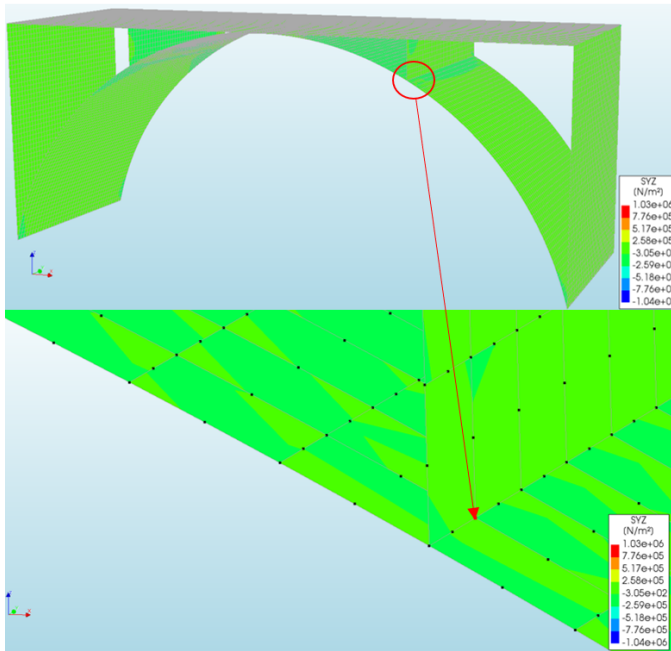 SYZ
(N/m²)
1.03e+06
7.76e+05
5.17e+05
2.58e+05
-3.05e+0
-2.59e+0
-5.18e+0
-7.76e+0
-1.04e+0
SYZ
(N/m²)
1.03e+06
7.76e+05
5.17e+05
2.58e+05
-3.05e+02
-2.59e+05
-5.18e+05
-7.76e+05
-1.04e+06